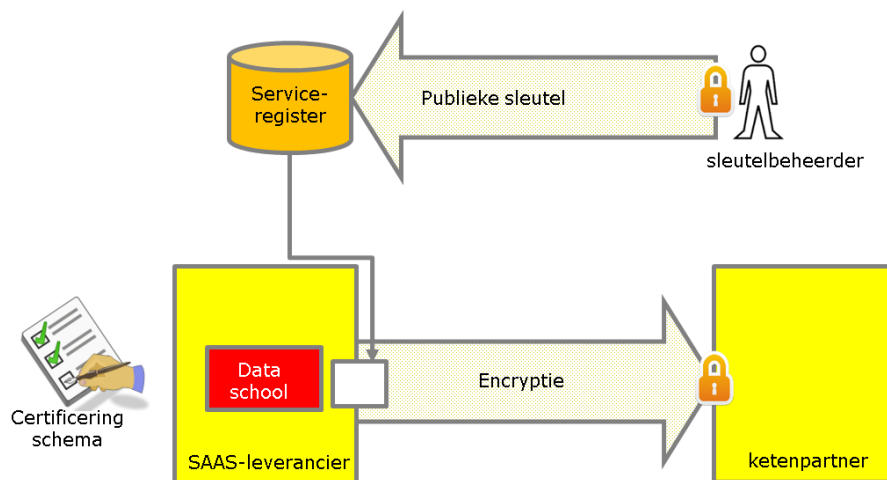 Service-
register
Publieke sleutel
sleutelbeheerder
Data
school
Encryptie
Certificering
schema
SAAS-leverancier
ketenpartner